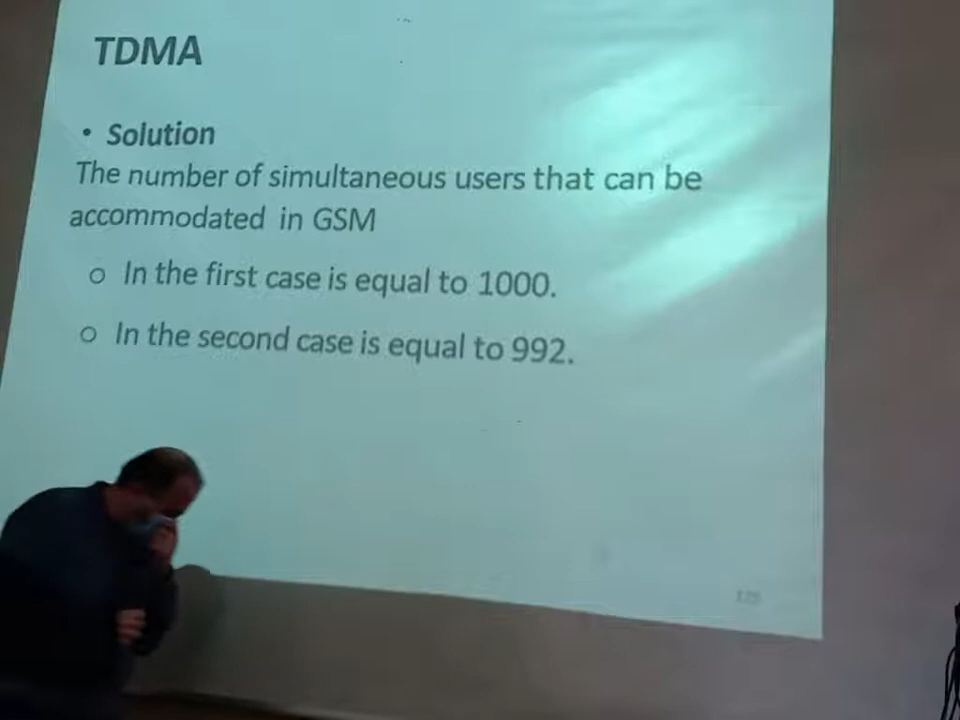 TDMA
• Solution
The number of simultaneous users that can be
accommodated in GSM
o In the first case is equal to 1000.
o In the second case is equal to 992.